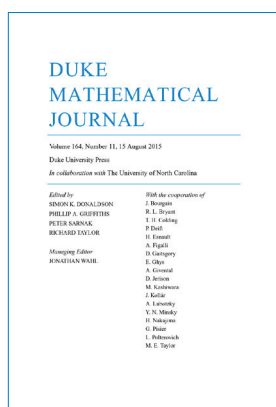 DUKE
MATHEMATICAL
JOURNAL
Volume 164, Number 11, 15 August 2015
Duke University Press
In collaboration with The University of North Carolina
Edited by
SIMON K. DONALDSON
PHILLIP A. GRIFFITHS
PETER SARNAK
RICHARD TAYLOR
Managing Editor
JONATHAN WAHL
With the cooperation of
J. Bourgain
R. L. Bryant
T. H. Colding
P. Deift
H. Esnault
A. Figalli
D. Gaitsgory
E. Ghys
A. Givental
D. Jerison
M. Kashiwara
J. Kollár
A. Lubotzky
Y. N. Minsky
H. Nakajima
G. Pisier
L. Polterovich
M. E. Taylor